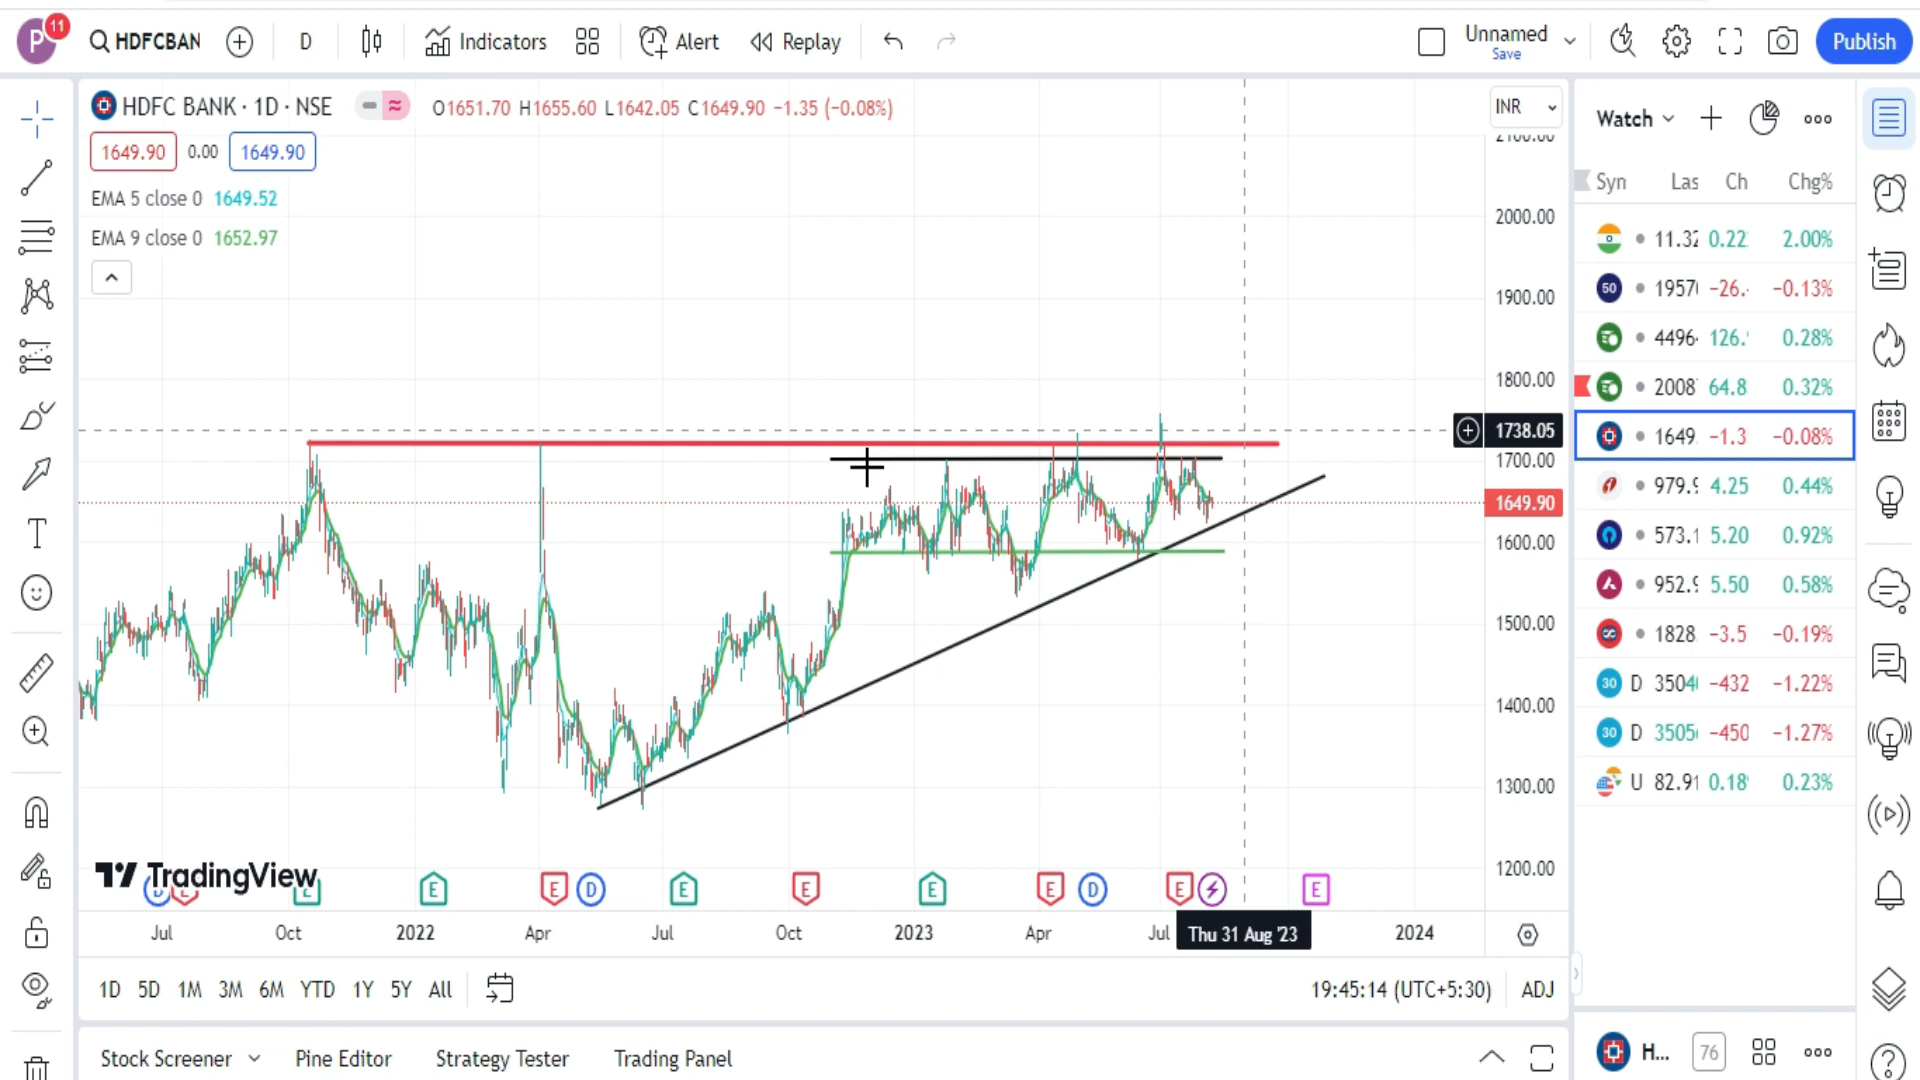 P 11 HDFCBAN D Indicators Alert Replay Unnamed Save Publish
HDFC BANK · 1D · NSE O1651.70 H1655.60 L1642.05 C1649.90 −1.35 (−0.08%)
INR
1649.90 0.00 1649.90
EMA 5 close 0 1649.52
EMA 9 close 0 1652.97
2000.00
1900.00
1800.00
1738.05
1700.00
1649.90
1600.00
1500.00
1400.00
1300.00
1200.00
TradingView
E E D E E E E D E E
Jul Oct 2022 Apr Jul Oct 2023 Apr Jul Thu 31 Aug '23 2024
1D 5D 1M 3M 6M YTD 1Y 5Y All 19:45:14 (UTC+5:30) ADJ
Stock Screener Pine Editor Strategy Tester Trading Panel
Watch
Syn Las Ch Chg%
11.32 0.22 2.00%
50 1957 −26. −0.13%
4496 126. 0.28%
2008 64.8 0.32%
1649 −1.3 −0.08%
979.9 4.25 0.44%
573.1 5.20 0.92%
952.9 5.50 0.58%
1828 −3.5 −0.19%
30 D 3504 −432 −1.22%
30 D 3505 −450 −1.27%
U 82.91 0.18 0.23%
H... 76